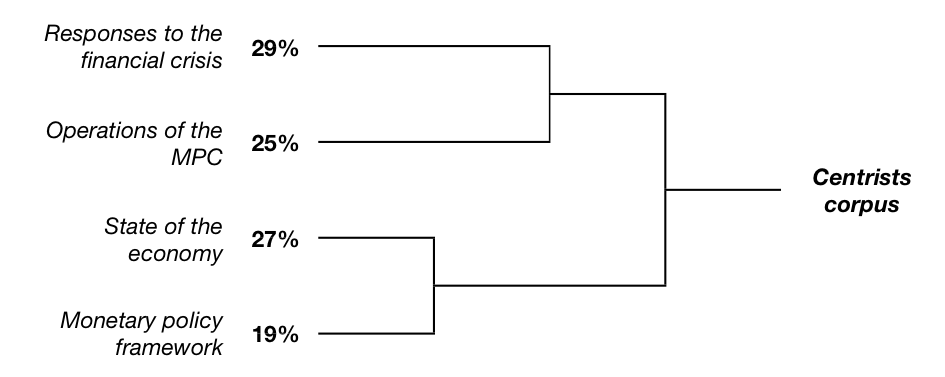 Responses to the
financial crisis
29%
Operations of the
MPC
25%
State of the
economy
27%
Monetary policy
framework
19%
Centrists
corpus